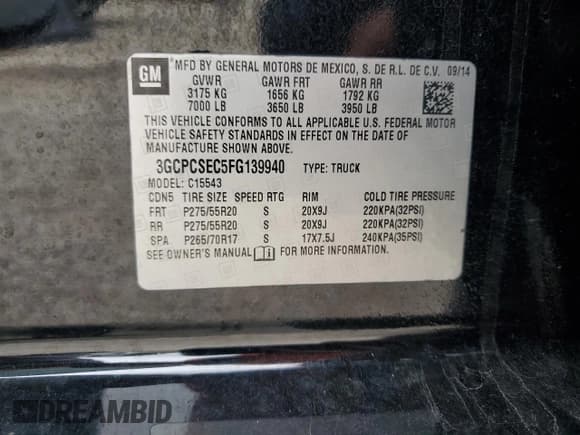 GM
*MFD BY GENERAL MOTORS DE MEXICO, S. DE R.L. DE C.V. 09/14
GVWR GAWR FRT GAWR RR
3175 KG 1656 KG 1792 KG
7000 LB 3650 LB 3950 LB
THIS VEHICLE CONFORMS TO ALL APPLICABLE U.S. FEDERAL MOTOR
VEHICLE SAFETY STANDARDS IN EFFECT ON THE DATE OF
MANUFACTURE SHOWN ABOVE.
3GCPCSEC5FG139940 TYPE: TRUCK
MODEL: C15543
CDN5 TIRE SIZE SPEED RTG RIM COLD TIRE PRESSURE
FRT P275/55R20 S 20X9J 220KPA(32PSI)
RR P275/55R20 S 20X9J 220KPA(32PSI)
SPA P265/70R17 S 17X7.5J 240KPA(35PSI)
SEE OWNER'S MANUAL FOR MORE INFORMATION
DREAMBID